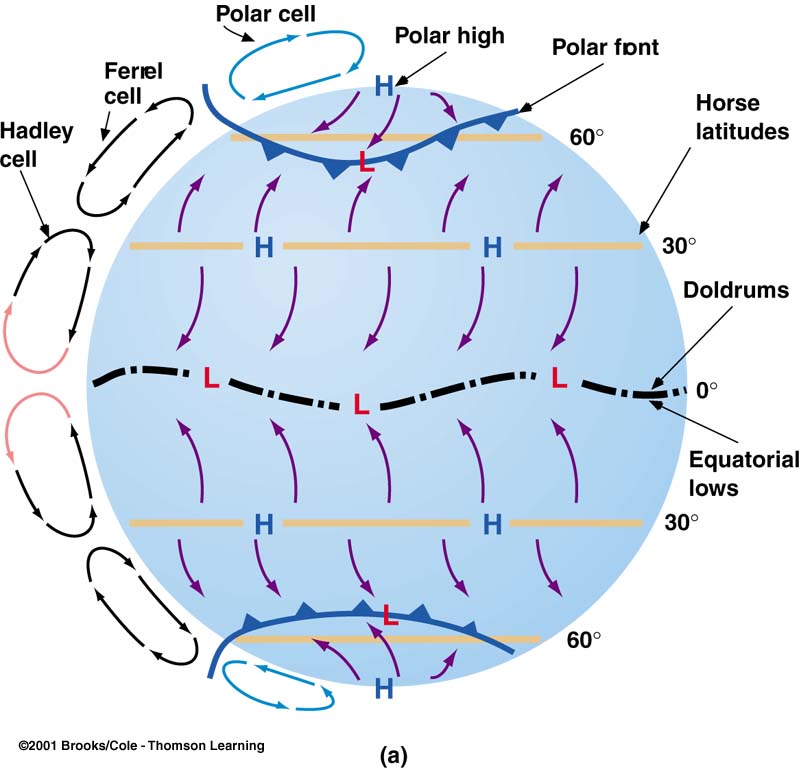 Polar cell
Polar high
Polar front
Ferrel
cell
Horse
latitudes
Hadley
cell
H
60°
L
H
H
30°
Doldrums
L
L
L
0°
Equatorial
lows
H
H
30°
L
60°
H
©2001 Brooks/Cole - Thomson Learning
(a)